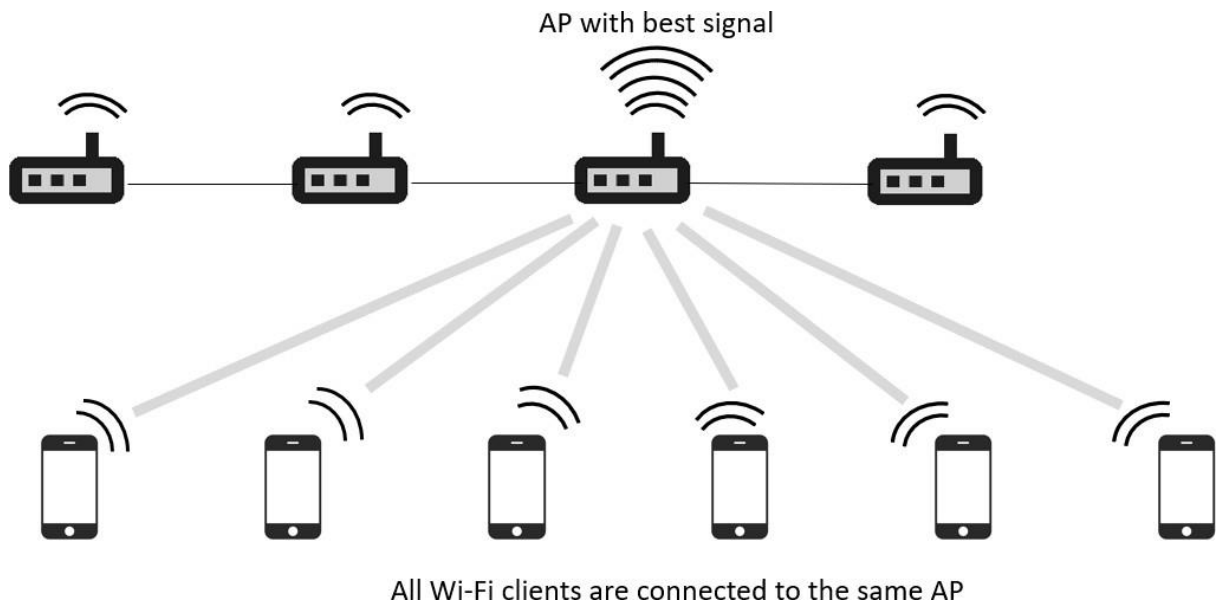 AP with best signal
All Wi-Fi clients are connected to the same AP